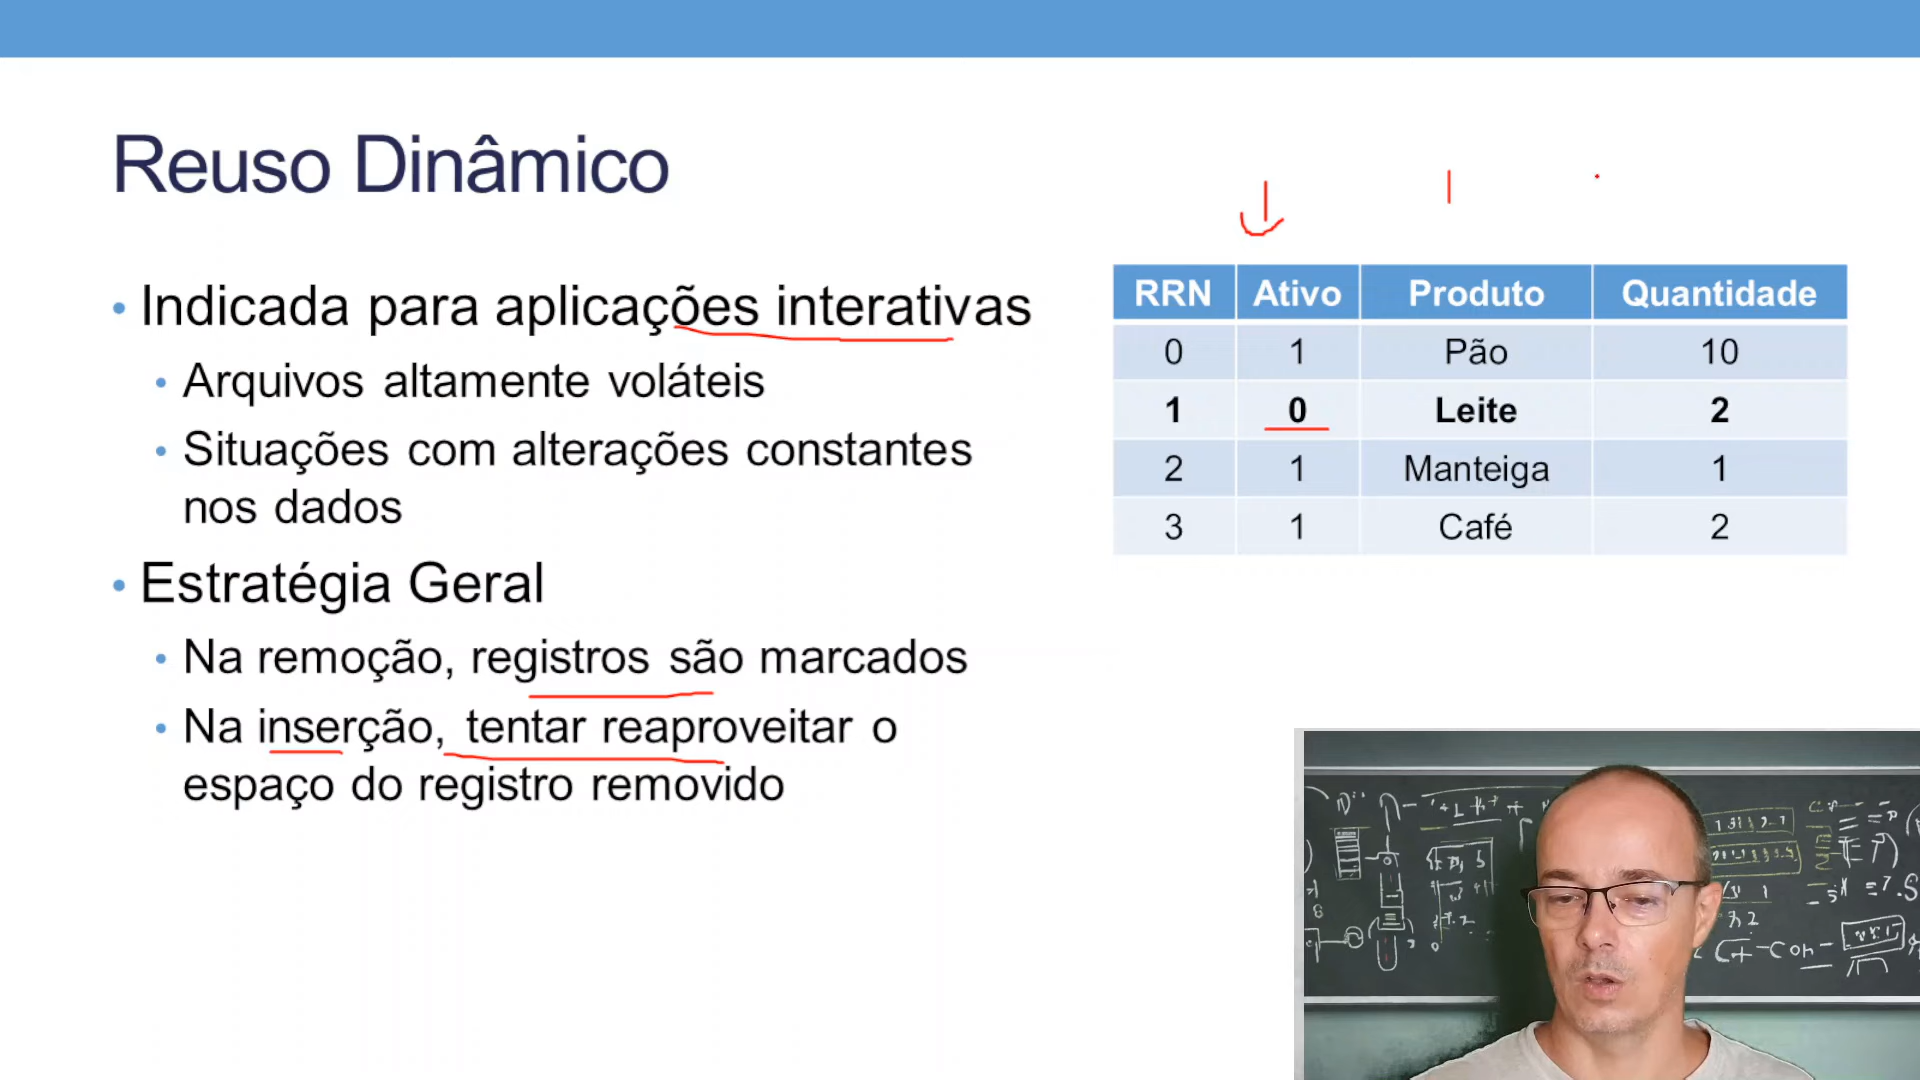 Reuso Dinâmico
• Indicada para aplicações interativas
• Arquivos altamente voláteis
• Situações com alterações constantes
nos dados
• Estratégia Geral
• Na remoção, registros são marcados
• Na inserção, tentar reaproveitar o
espaço do registro removido
RRN Ativo Produto Quantidade
0 1 Pão 10
1 0 Leite 2
2 1 Manteiga 1
3 1 Café 2